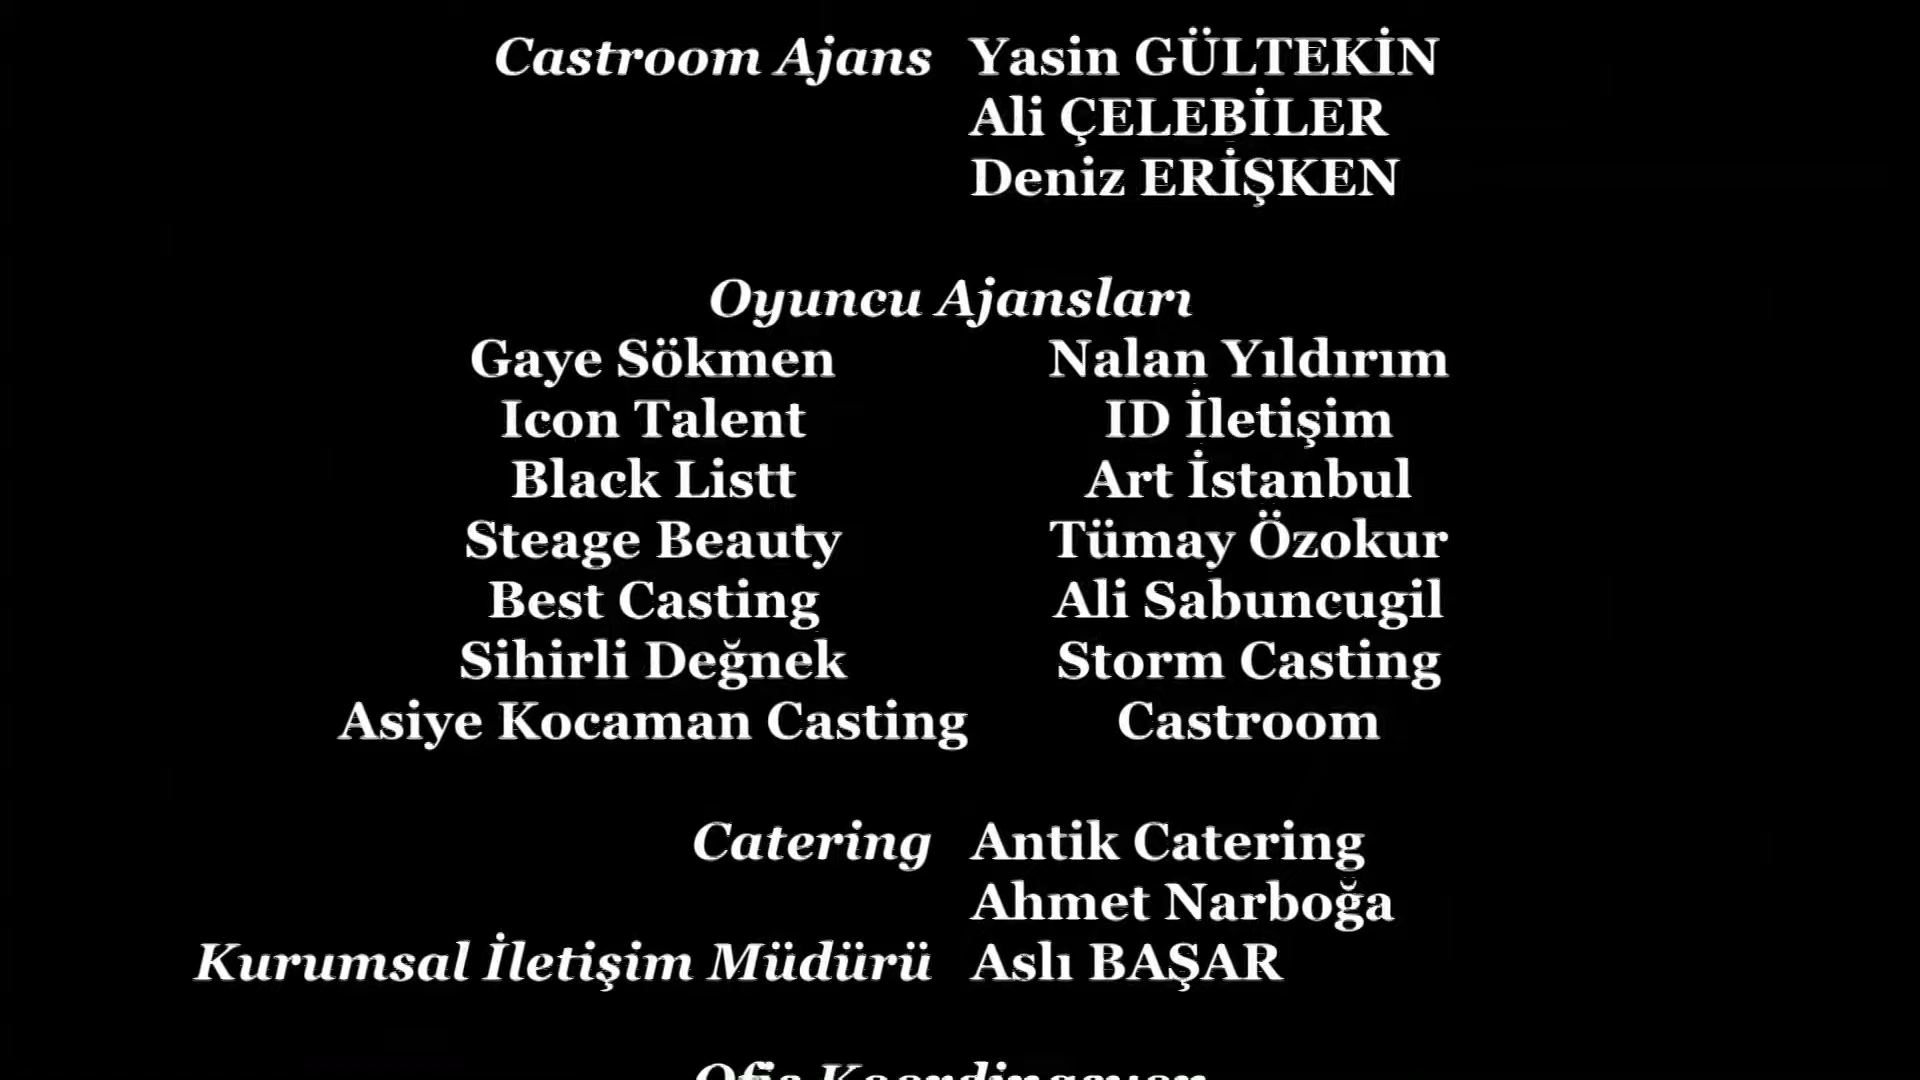 Castroom Ajans Yasin GÜLTEKİN
Ali ÇELEBİLER
Deniz ERİŞKEN
Oyuncu Ajansları
Gaye Sökmen Nalan Yıldırım
Icon Talent ID İletişim
Black Listt Art İstanbul
Steage Beauty Tümay Özokur
Best Casting Ali Sabuncugil
Sihirli Değnek Storm Casting
Asiye Kocaman Casting Castroom
Catering Antik Catering
Ahmet Narboğa
Kurumsal İletişim Müdürü Aslı BAŞAR